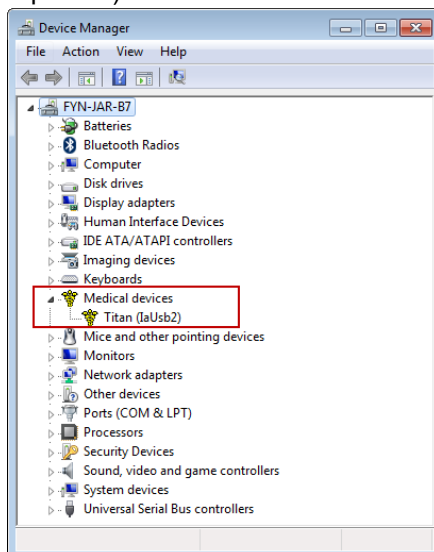 Device Manager
File Action View Help
FYN-JAR-B7
Batteries
Bluetooth Radios
Computer
Disk drives
Display adapters
Human Interface Devices
IDE ATA/ATAPI controllers
Imaging devices
Keyboards
Medical devices
Titan (IaUsb2)
Mice and other pointing devices
Monitors
Network adapters
Other devices
Ports (COM & LPT)
Processors
Security Devices
Sound, video and game controllers
System devices
Universal Serial Bus controllers